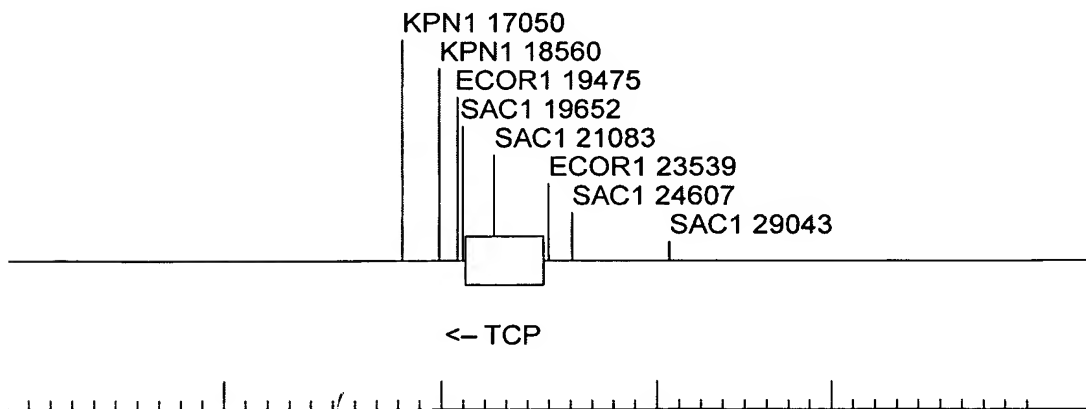 KPN1 17050
KPN1 18560
ECOR1 19475
SAC1 19652
SAC1 21083
ECOR1 23539
SAC1 24607
SAC1 29043
<– TCP